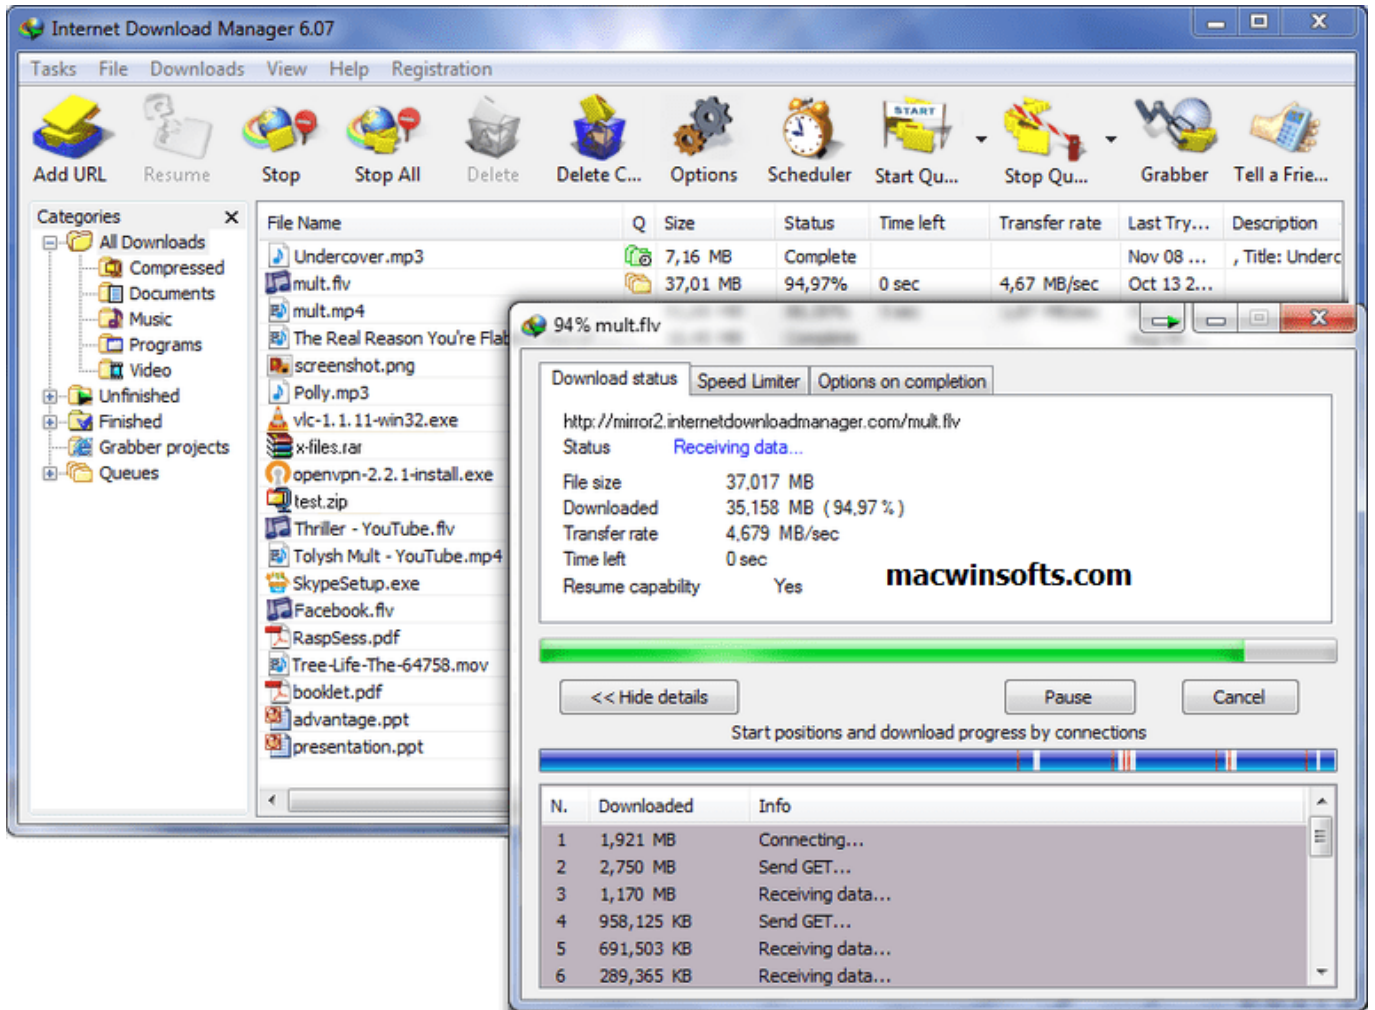 Internet Download Manager 6.07
Tasks File Downloads View Help Registration
Add URL Resume Stop Stop All Delete Delete C... Options Scheduler Start Qu... Stop Qu... Grabber Tell a Frie...
START
Categories
All Downloads
Compressed
Documents
Music
Programs
Video
Unfinished
Finished
Grabber projects
Queues
File Name Q Size Status Time left Transfer rate Last Try... Description
Undercover.mp3 7,16 MB Complete Nov 08 ... , Title: Underc
mult.flv 37,01 MB 94,97% 0 sec 4,67 MB/sec Oct 13 2...
mult.mp4
The Real Reason You're Flat
screenshot.png
Polly.mp3
vlc-1.1.11-win32.exe
x-files.rar
openvpn-2.2.1-install.exe
test.zip
Thriller - YouTube.flv
Tolysh Mult - YouTube.mp4
SkypeSetup.exe
Facebook.flv
RaspSess.pdf
Tree-Life-The-64758.mov
booklet.pdf
advantage.ppt
presentation.ppt
94% mult.flv
Download status Speed Limiter Options on completion
http://mirror2.internetdownloadmanager.com/mult.flv
Status Receiving data...
File size 37,017 MB
Downloaded 35,158 MB ( 94,97 % )
Transfer rate 4,679 MB/sec
Time left 0 sec
Resume capability Yes
macwinsofts.com
<< Hide details Pause Cancel
Start positions and download progress by connections
N. Downloaded Info
1 1,921 MB Connecting...
2 2,750 MB Send GET...
3 1,170 MB Receiving data...
4 958,125 KB Send GET...
5 691,503 KB Receiving data...
6 289,365 KB Receiving data...